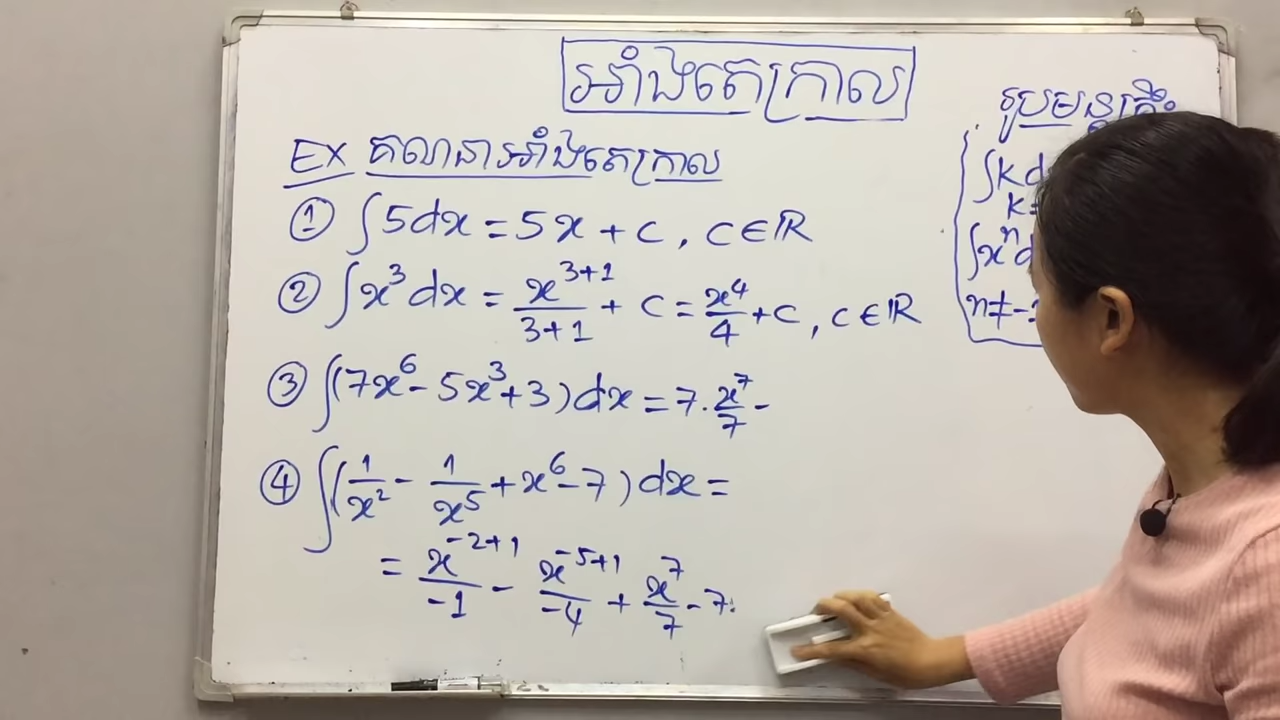 អាំងតេក្រាល
EX គណនាអាំងតេក្រាល
① ∫5dx = 5x + c, c∈ℝ
② ∫x³dx = x^(3+1)/(3+1) + c = x⁴/4 + c, c∈ℝ
③ ∫(7x⁶ - 5x³ + 3)dx = 7. x⁷/7 -
④ ∫(1/x² - 1/x⁵ + x⁶ - 7)dx =
= x^(-2+1)/-1 - x^(-5+1)/-4 + x⁷/7 - 7
រូបមន្តគ្រឹះ
∫k d
k
∫xⁿ d
n ≠ -1